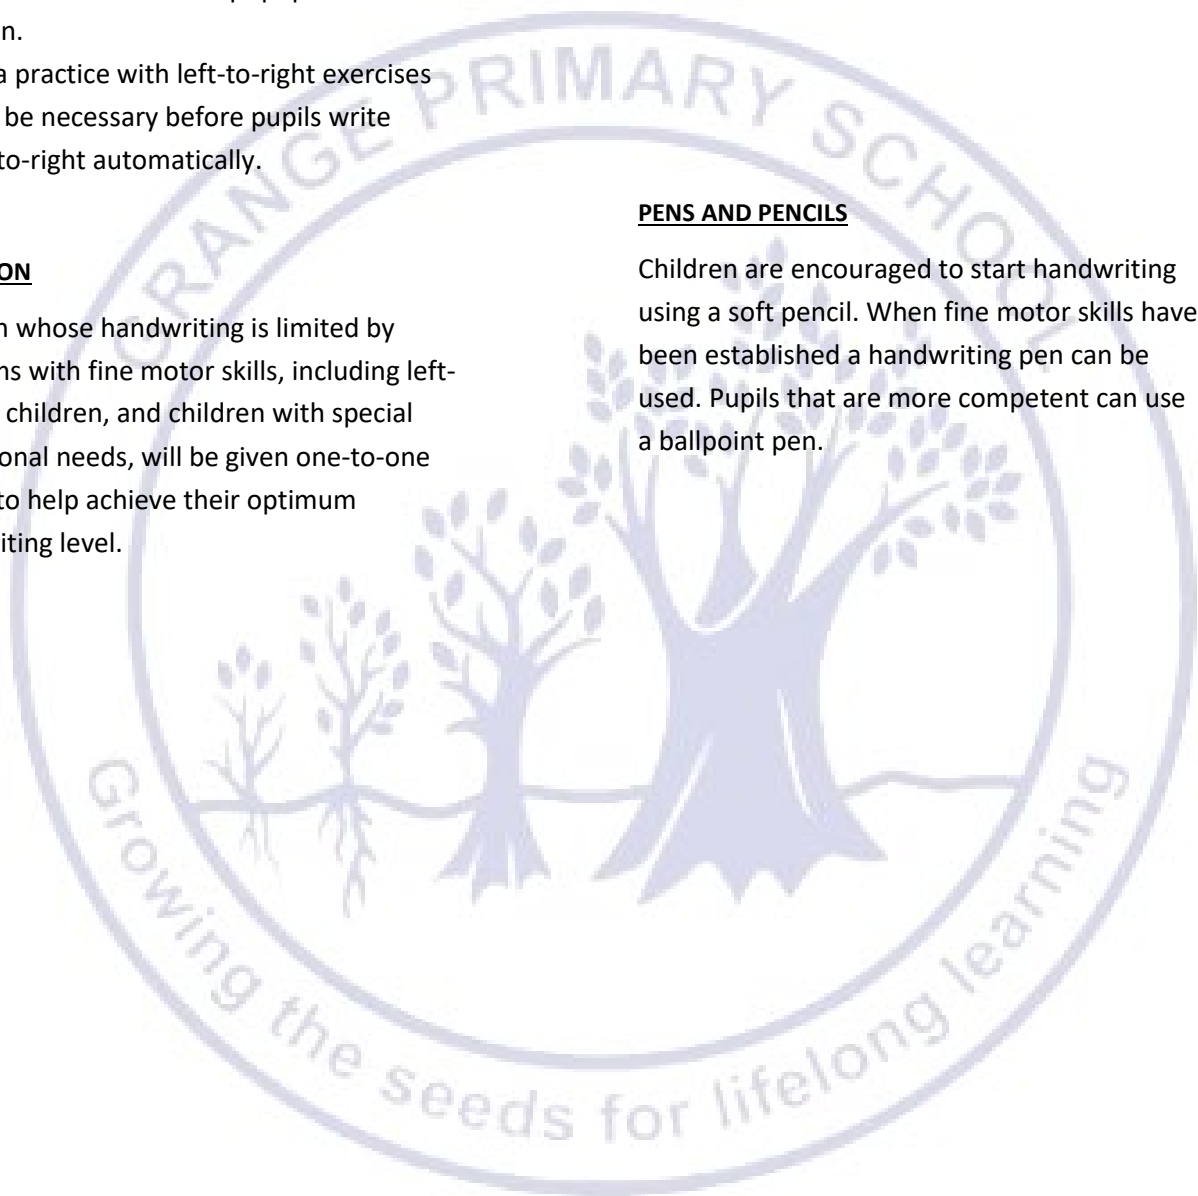 n.
a practice with left-to-right exercises
be necessary before pupils write
to-right automatically.
ON
n whose handwriting is limited by
ns with fine motor skills, including left-
children, and children with special
onal needs, will be given one-to-one
to help achieve their optimum
iting level.
PENS AND PENCILS
Children are encouraged to start handwriting
using a soft pencil. When fine motor skills have
been established a handwriting pen can be
used. Pupils that are more competent can use
a ballpoint pen.
GRANGE PRIMARY SCHOOL
Growing the seeds for lifelong learning